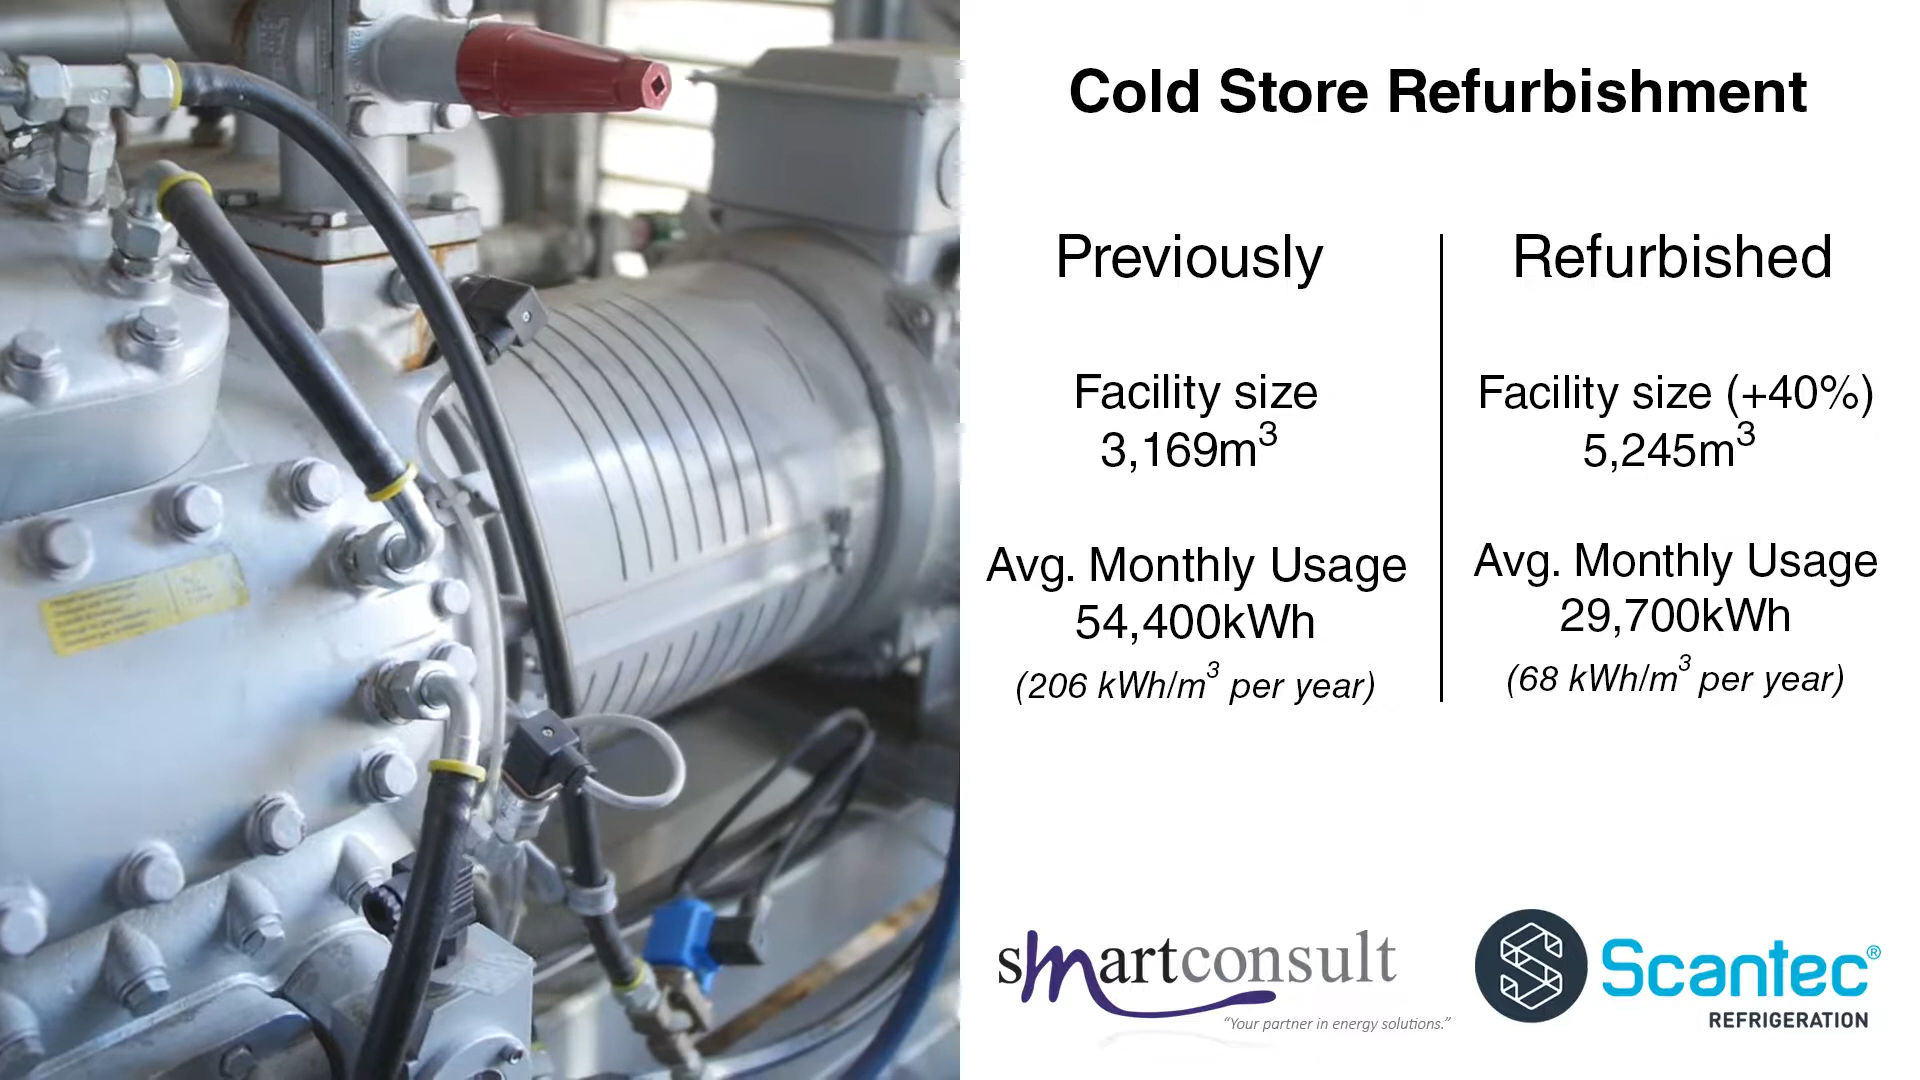 Cold Store Refurbishment
Previously
Facility size
3,169m³
Avg. Monthly Usage
54,400kWh
(206 kWh/m³ per year)
Refurbished
Facility size (+40%)
5,245m³
Avg. Monthly Usage
29,700kWh
(68 kWh/m³ per year)
smartconsult
“Your partner in energy solutions.”
Scantec®
REFRIGERATION